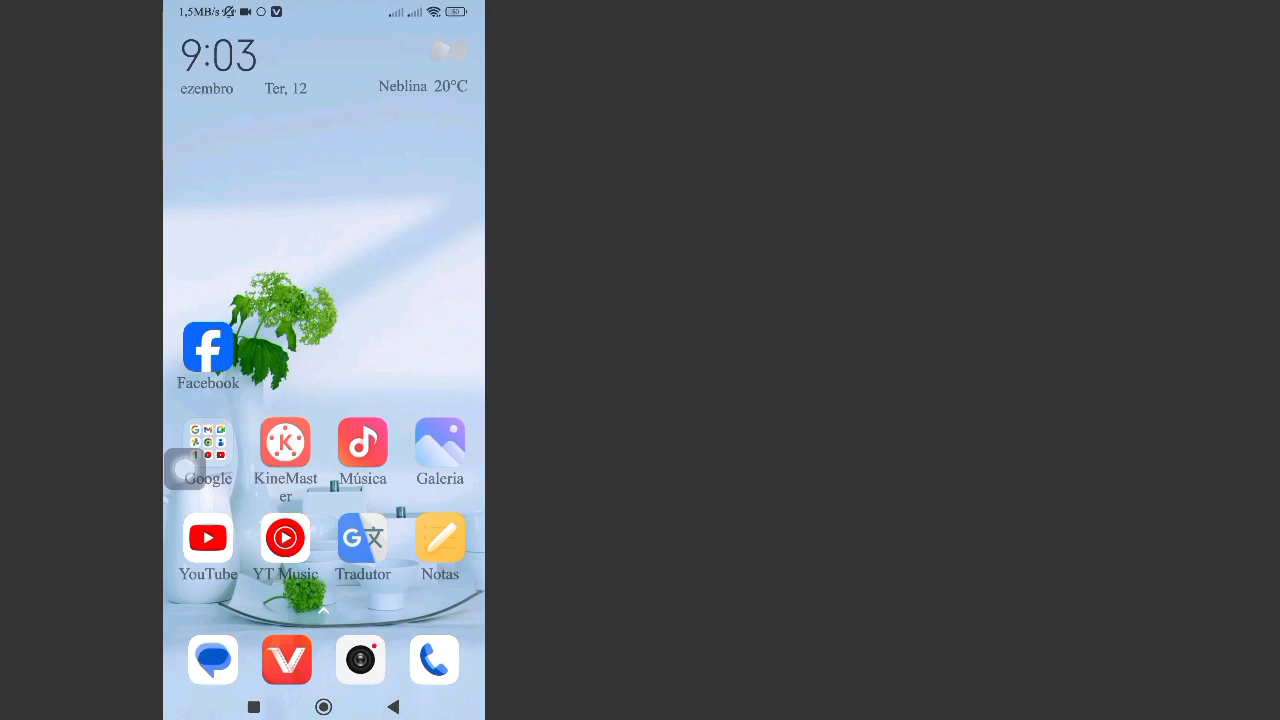 1,5MB/s
50
9:03
ezembro Ter, 12
Neblina 20°C
Facebook
Google KineMast
er Música Galeria
YouTube YT Music Tradutor Notas